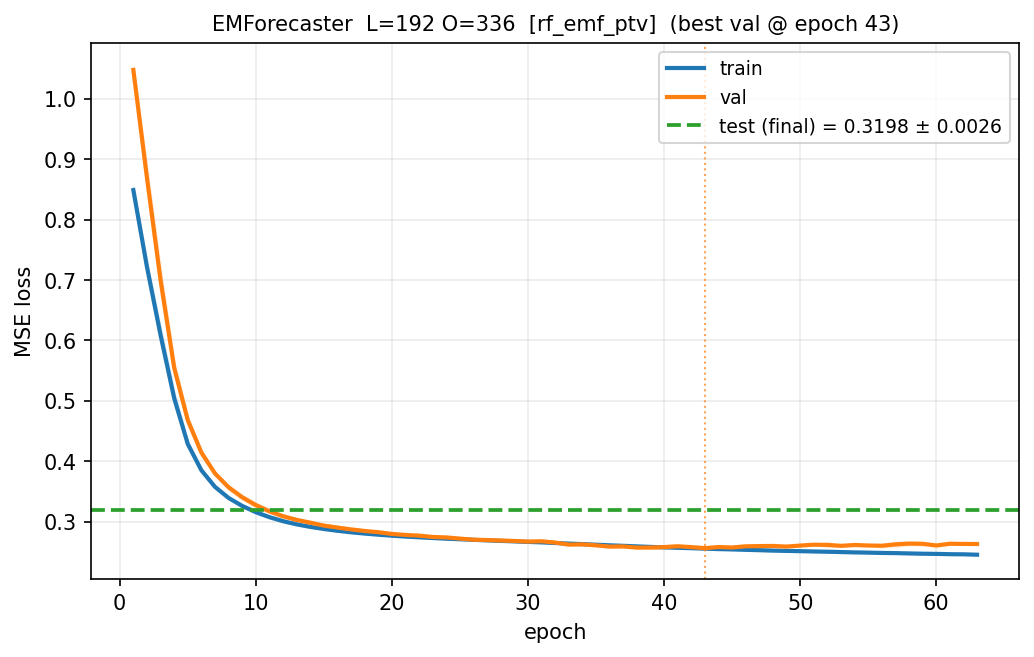 EMForecaster  L=192 O=336  [rf_emf_ptv]  (best val @ epoch 43)
train
val
test (final) = 0.3198 ± 0.0026
MSE loss
1.0
0.9
0.8
0.7
0.6
0.5
0.4
0.3
0 10 20 30 40 50 60
epoch